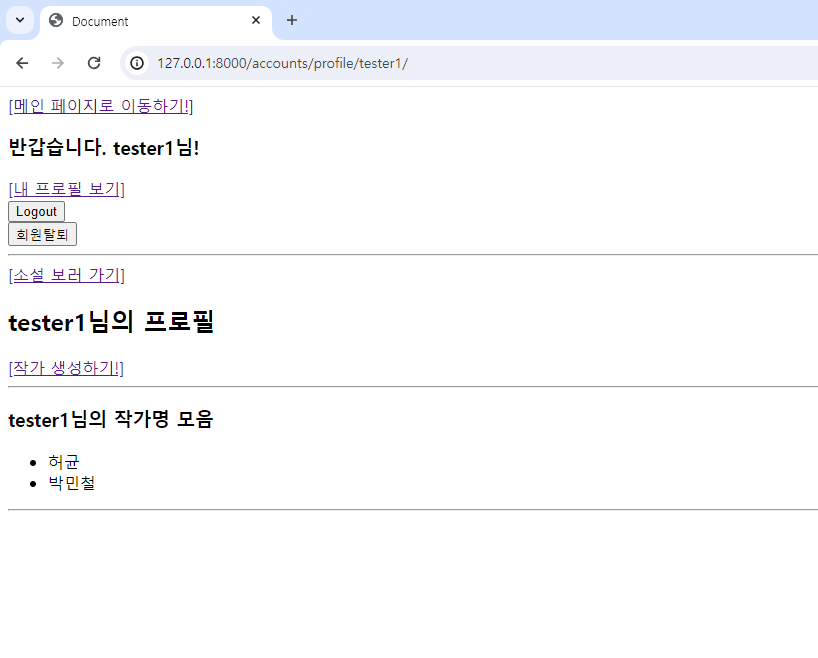 Document
127.0.0.1:8000/accounts/profile/tester1/
[메인 페이지로 이동하기!]
반갑습니다. tester1님!
[내 프로필 보기]
Logout
회원탈퇴
[소설 보러 가기]
tester1님의 프로필
[작가 생성하기!]
tester1님의 작가명 모음
허균
박민철